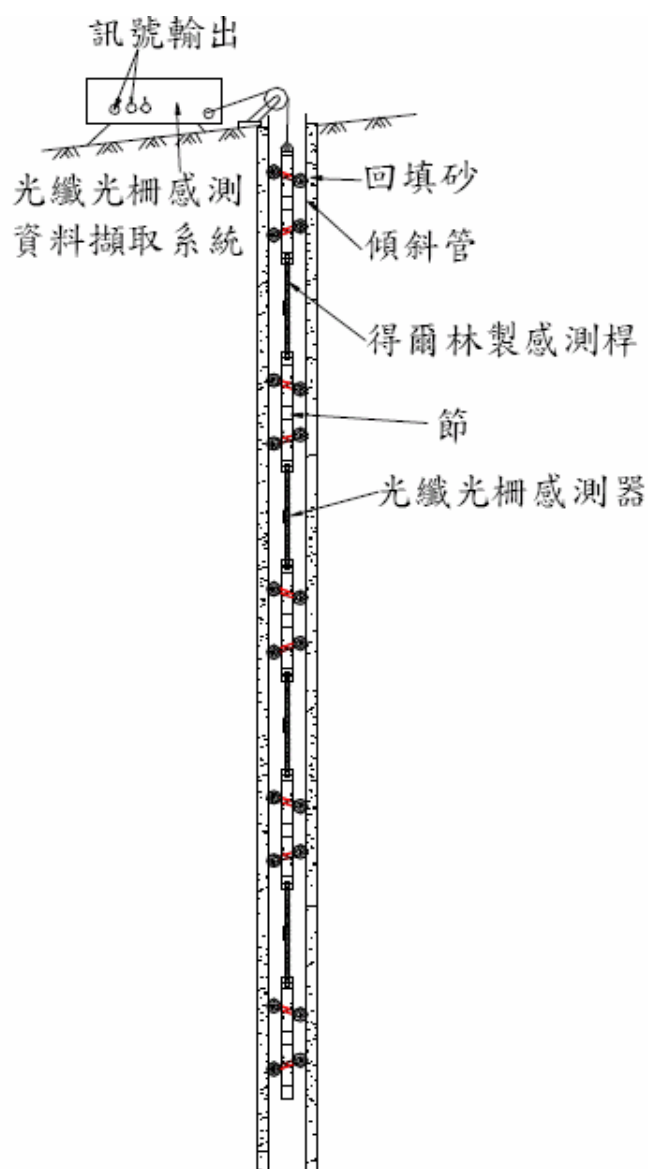 訊號輸出
光纖光柵感測
資料擷取系統
回填砂
傾斜管
得爾林製感測桿
節
光纖光柵感測器